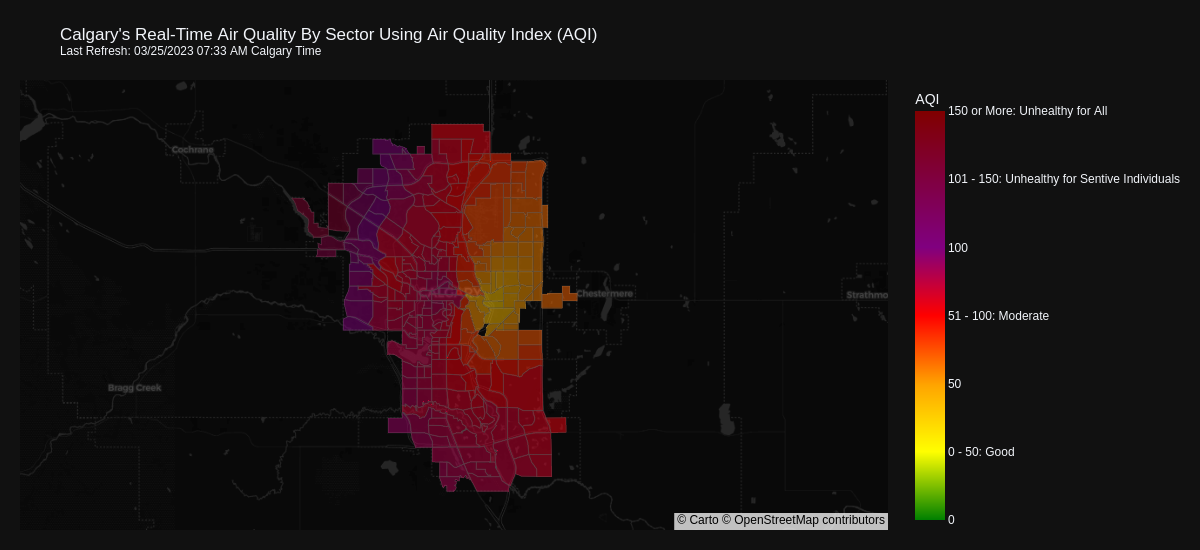 Calgary's Real-Time Air Quality By Sector Using Air Quality Index (AQI)
Last Refresh: 03/25/2023 07:33 AM Calgary Time
AQI
150 or More: Unhealthy for All
101 - 150: Unhealthy for Sentive Individuals
100
51 - 100: Moderate
50
0 - 50: Good
0
Cochrane
CALGARY
Chestermere
Strathmo
Bragg Creek
© Carto © OpenStreetMap contributors